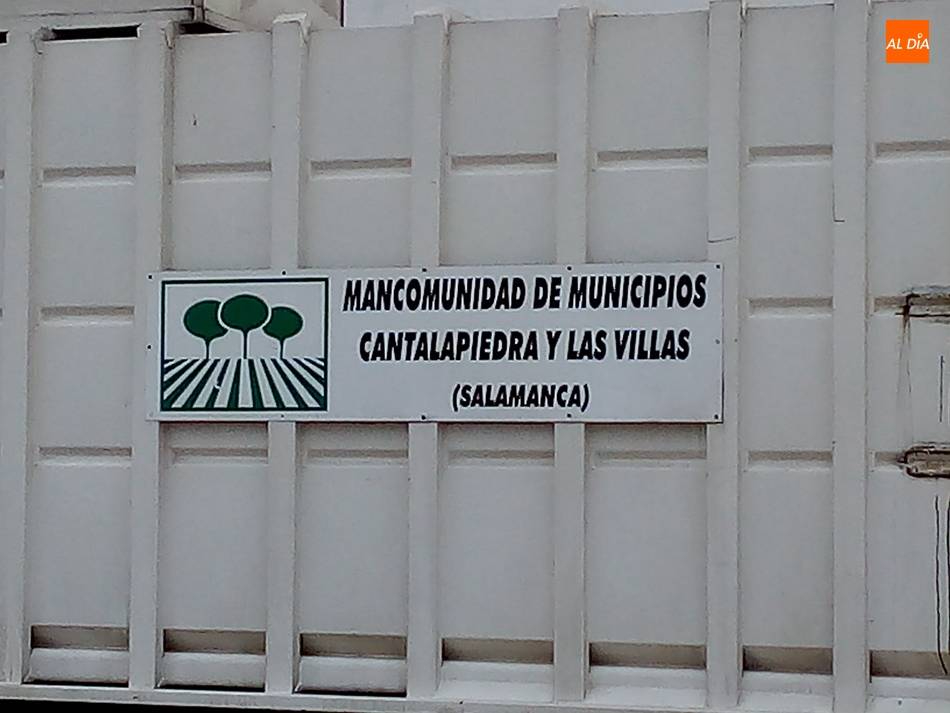 AL DÍA
MANCOMUNIDAD DE MUNICIPIOS
CANTALAPIEDRA Y LAS VILLAS
(SALAMANCA)